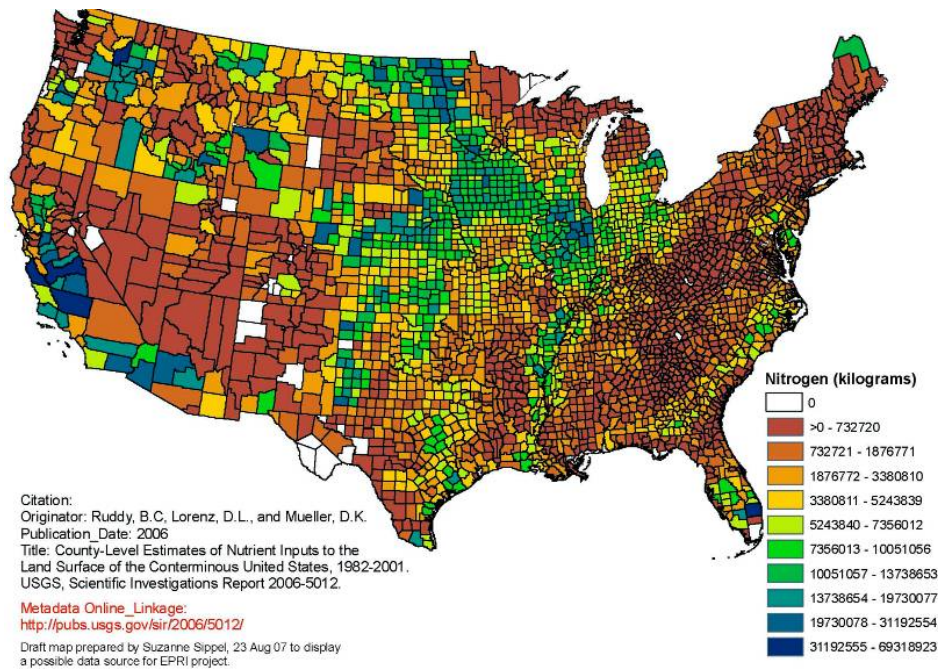 Nitrogen (kilograms)
0
>0 - 732720
732721 - 1876771
1876772 - 3380810
3380811 - 5243839
5243840 - 7356012
7356013 - 10051056
10051057 - 13738653
13738654 - 19730077
19730078 - 31192554
31192555 - 69318923
Citation:
Originator: Ruddy, B.C, Lorenz, D.L., and Mueller, D.K.
Publication_Date: 2006
Title: County-Level Estimates of Nutrient Inputs to the
Land Surface of the Conterminous United States, 1982-2001.
USGS, Scientific Investigations Report 2006-5012.
Metadata Online_Linkage:
http://pubs.usgs.gov/sir/2006/5012/
Draft map prepared by Suzanne Sippel, 23 Aug 07 to display
a possible data source for EPRI project.